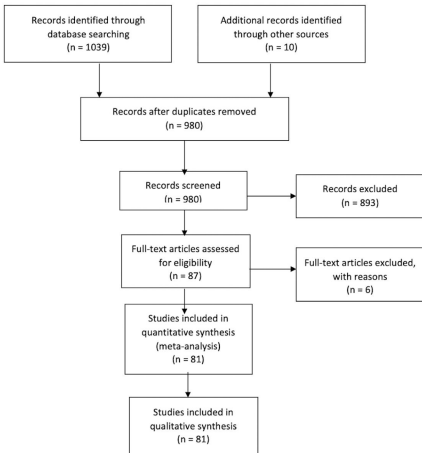 Records identified through
database searching
(n = 1039)
Additional records identified
through other sources
(n = 10)
Records after duplicates removed
(n = 980)
Records screened
(n = 980)
Records excluded
(n = 893)
Full-text articles assessed
for eligibility
(n = 87)
Full-text articles excluded,
with reasons
(n = 6)
Studies included in
quantitative synthesis
(meta-analysis)
(n = 81)
Studies included in
qualitative synthesis
(n = 81)